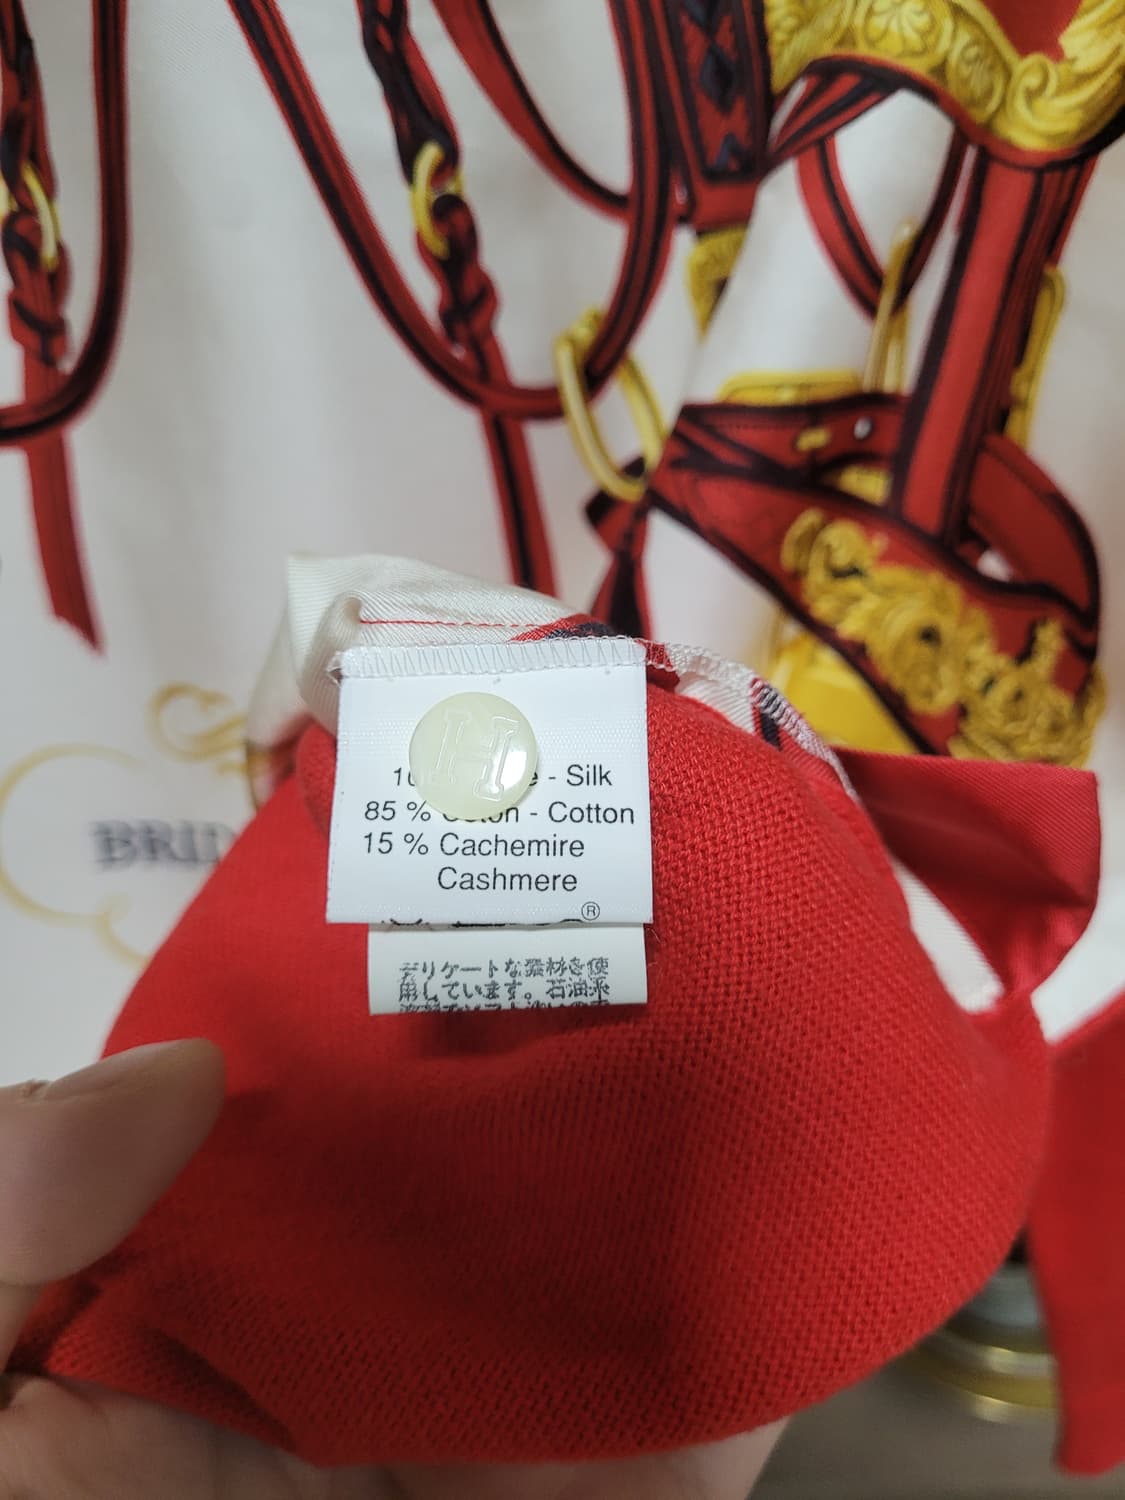 H
- Silk
85 % Coton - Cotton
15 % Cachemire
Cashmere
®
デリケートな素材を使
用しています。石油系
BRID